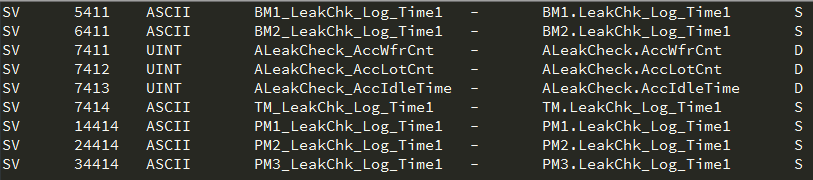 SV 5411 ASCII BM1_LeakChk_Log_Time1 - BM1.LeakChk_Log_Time1 S
SV 6411 ASCII BM2_LeakChk_Log_Time1 - BM2.LeakChk_Log_Time1 S
SV 7411 UINT ALeakCheck_AccWfrCnt - ALeakCheck.AccWfrCnt D
SV 7412 UINT ALeakCheck_AccLotCnt - ALeakCheck.AccLotCnt D
SV 7413 UINT ALeakCheck_AccIdleTime - ALeakCheck.AccIdleTime D
SV 7414 ASCII TM_LeakChk_Log_Time1 - TM.LeakChk_Log_Time1 S
SV 14414 ASCII PM1_LeakChk_Log_Time1 - PM1.LeakChk_Log_Time1 S
SV 24414 ASCII PM2_LeakChk_Log_Time1 - PM2.LeakChk_Log_Time1 S
SV 34414 ASCII PM3_LeakChk_Log_Time1 - PM3.LeakChk_Log_Time1 S